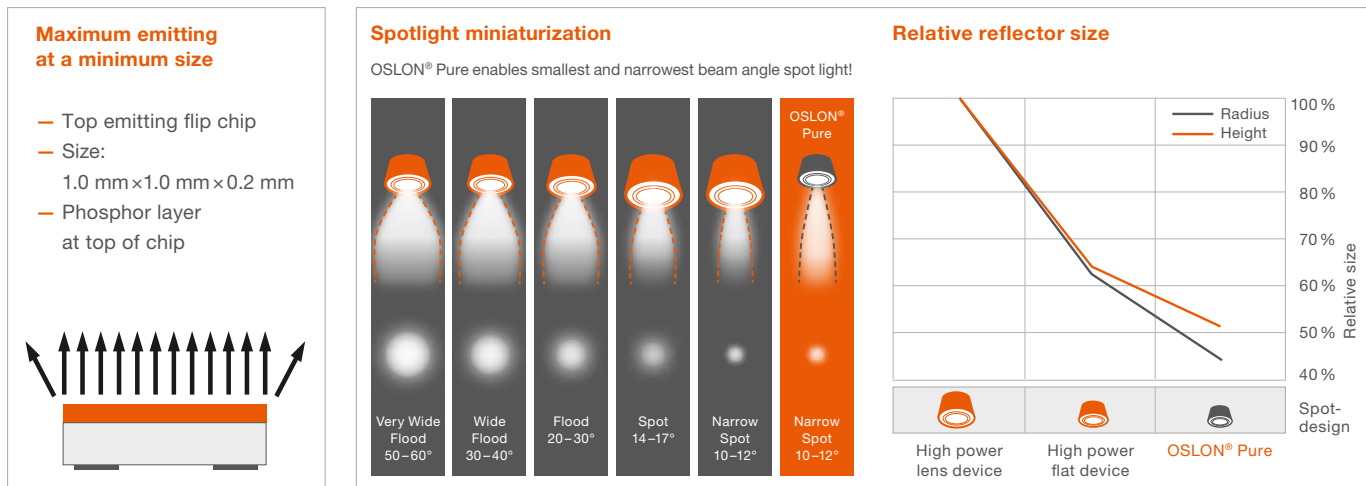 Maximum emitting
at a minimum size
— Top emitting flip chip
— Size:
1.0 mm × 1.0 mm × 0.2 mm
— Phosphor layer
at top of chip
Spotlight miniaturization
OSLON® Pure enables smallest and narrowest beam angle spot light!
OSLON®
Pure
Very Wide
Flood
50–60°
Wide
Flood
30–40°
Flood
20–30°
Spot
14–17°
Narrow
Spot
10–12°
Narrow
Spot
10–12°
Relative reflector size
Radius
Height
100 %
90 %
80 %
70 %
60 %
50 %
40 %
Relative size
Spot-
design
High power
lens device
High power
flat device
OSLON® Pure